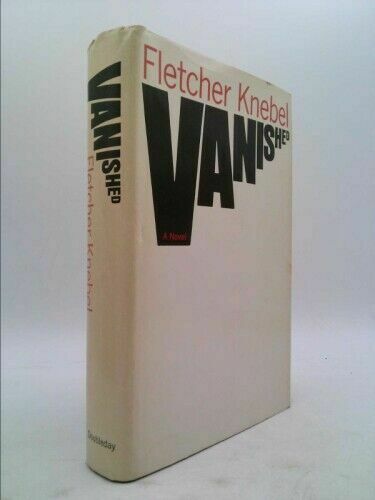 Fletcher Knebel
VANISHED
A Novel
VANISHED
Fletcher Knebel
Doubleday